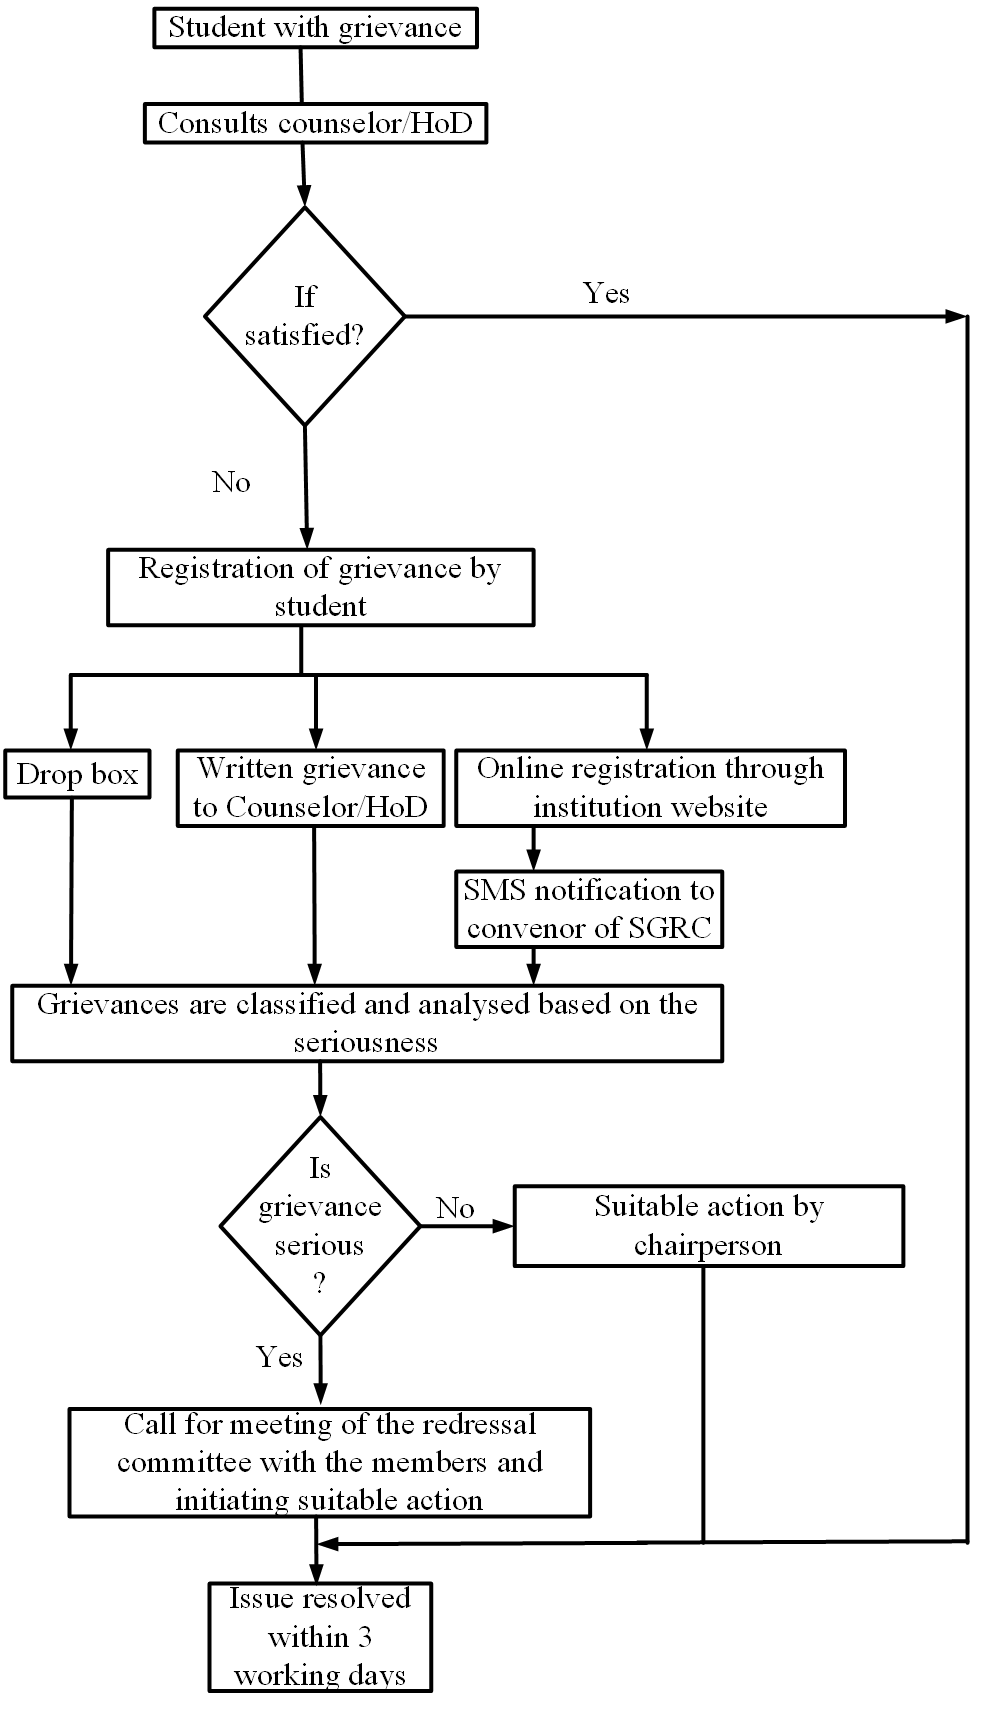 Student with grievance
Consults counselor/HoD
If
satisfied?
Yes
No
Registration of grievance by
student
Drop box
Written grievance
to Counselor/HoD
Online registration through
institution website
SMS notification to
convenor of SGRC
Grievances are classified and analysed based on the
seriousness
Is
grievance
serious
?
No
Suitable action by
chairperson
Yes
Call for meeting of the redressal
committee with the members and
initiating suitable action
Issue resolved
within 3
working days